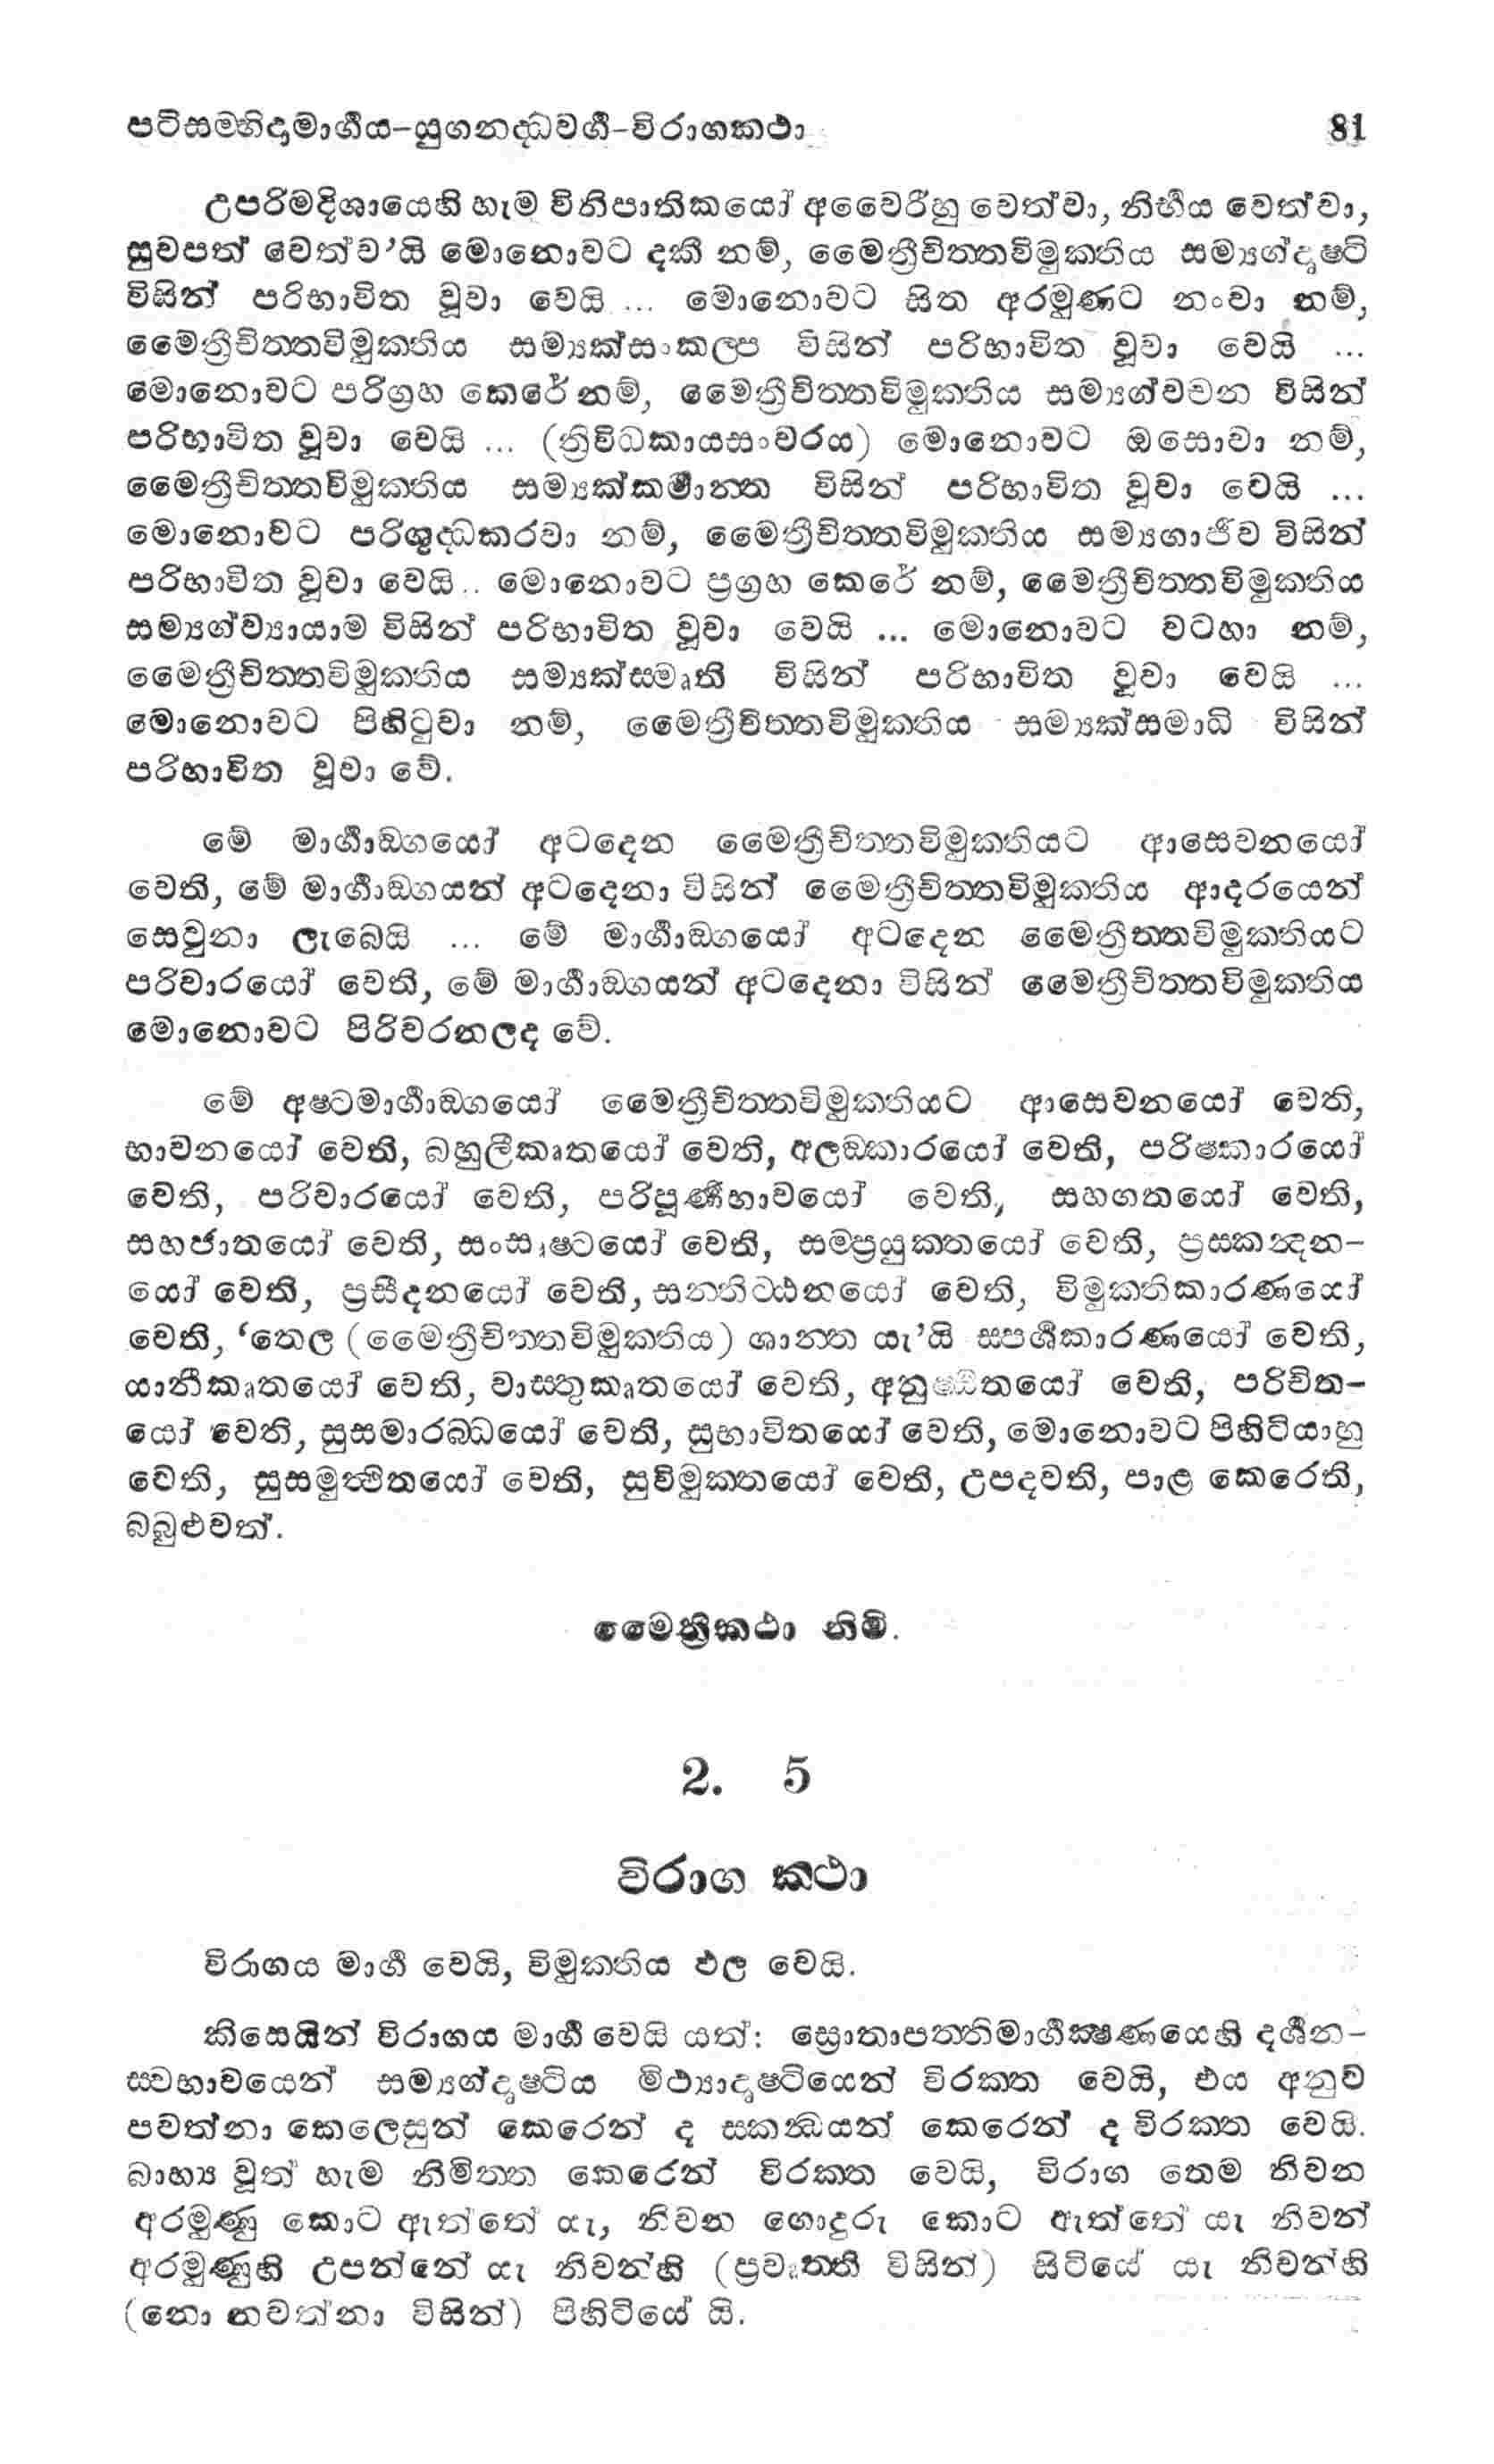 පටිසම්භිදාමාර්ගය-යුගනද්ධවර්ග-විරාගකථා 81
උපරිමදිශායෙහි හැම විනිපාතිකයෝ අවෛරීහු වෙත්වා, නිර්භය වෙත්වා,
සුවපත් වෙත්ව’යි මොනොවට දකී නම්, මෛත්‍රීචිත්තවිමුක්තිය සම්‍යග්දෘෂ්ටි
විසින් පරිභාවිත වූවා වෙයි ... මොනොවට සිත අරමුණට නංවා නම්,
මෛත්‍රීචිත්තවිමුක්තිය සම්‍යක්සංකල්ප විසින් පරිභාවිත වූවා වෙයි ...
මොනොවට පරිග්‍රහ කෙරේ නම්, මෛත්‍රීචිත්තවිමුක්තිය සම්‍යග්වචන විසින්
පරිභාවිත වූවා වෙයි ... (ත්‍රිවිධකායසංවරය) මොනොවට ඔසොවා නම්,
මෛත්‍රීචිත්තවිමුක්තිය සම්‍යක්කර්මාන්ත විසින් පරිභාවිත වූවා වෙයි ...
මොනොවට පරිශුද්ධකරවා නම්, මෛත්‍රීචිත්තවිමුක්තිය සම්‍යගාජීව විසින්
පරිභාවිත වූවා වෙයි .. මොනොවට ප්‍රග්‍රහ කෙරේ නම්, මෛත්‍රීචිත්තවිමුක්තිය
සම්‍යග්ව්‍යායාම විසින් පරිභාවිත වූවා වෙයි ... මොනොවට වටහා නම්,
මෛත්‍රීචිත්තවිමුක්තිය සම්‍යක්ස්මෘති විසින් පරිභාවිත වූවා වෙයි ...
මොනොවට පිහිටුවා නම්, මෛත්‍රීචිත්තවිමුක්තිය සම්‍යක්සමාධි විසින්
පරිභාවිත වූවා වේ.
මේ මාර්ගාඞ්ගයෝ අටදෙන මෛත්‍රීචිත්තවිමුක්තියට ආසෙවනයෝ
වෙති, මේ මාර්ගාඞ්ගයන් අටදෙනා විසින් මෛත්‍රීචිත්තවිමුක්තිය ආදරයෙන්
සෙවුනා ලැබෙයි ... මේ මාර්ගාඞ්ගයෝ අටදෙන මෛත්‍රීත්තවිමුක්තියට
පරිවාරයෝ වෙති, මේ මාර්ගාඞ්ගයන් අටදෙනා විසින් මෛත්‍රීචිත්තවිමුක්තිය
මොනොවට පිරිවරනලද වේ.
මේ අෂ්ටමාර්ගාඞ්ගයෝ මෛත්‍රීචිත්තවිමුක්තියට ආසෙවනයෝ වෙති,
භාවනයෝ වෙති, බහුලීකෘතයෝ වෙති, අලඞ්කාරයෝ වෙති, පරිෂ්කාරයෝ
වෙති, පරිවාරයෝ වෙති, පරිපූර්ණභාවයෝ වෙති, සහගතයෝ වෙති,
සහජාතයෝ වෙති, සංසෘෂ්ටයෝ වෙති, සම්ප්‍රයුක්තයෝ වෙති, ප්‍රස්කන්‍දන-
යෝ වෙති, ප්‍රසීදනයෝ වෙති, සන්තිට්ඨනයෝ වෙති, විමුක්තිකාරණයෝ
වෙති, ‘තෙල (මෛත්‍රීචිත්තවිමුක්තිය) ශාන්ත යැ’යි ස්පර්ශකාරණයෝ වෙති,
යානීකෘතයෝ වෙති, වාස්තුකෘතයෝ වෙති, අනුෂ්ඨිතයෝ වෙති, පරිචිත-
යෝ වෙති, සුසමාරබ්ධයෝ වෙති, සුභාවිතයෝ වෙති, මොනොවට පිහිටියාහු
වෙති, සුසමුත්ථිතයෝ වෙති, සුවිමුක්තයෝ වෙති, උපදවති, පාළ කෙරෙති,
බබුළුවත්.
මෛත්‍රීකථා නිමි.
2. 5
විරාග කථා
විරාගය මාර්ග වෙයි, විමුක්තිය ඵල වෙයි.
කිසෙයින් විරාගය මාර්ග වෙයි යත්: ස්‍රොතාපත්තිමාර්ගක්ෂණයෙහි දර්ශන-
ස්වභාවයෙන් සම්‍යග්දෘෂ්ටිය මිථ්‍යාදෘෂ්ටියෙන් විරක්ත වෙයි, එය අනුව
පවත්නා කෙලෙසුන් කෙරෙන් ද ස්කන්‍ධයන් කෙරෙන් ද විරක්ත වෙයි.
බාහ්‍ය වූත් හැම නිමිත්ත කෙරෙන් විරක්ත වෙයි, විරාග තෙම නිවන
අරමුණු කොට ඇත්තේ යැ, නිවන ගොදුරු කොට ඇත්තේ යැ නිවන්
අරමුණුහි උපන්නේ යැ නිවන්හි (ප්‍රවෘත්ති විසින්) සිටියේ යැ නිවන්හි
(නො නවත්නා විසින්) පිහිටියේ යි.